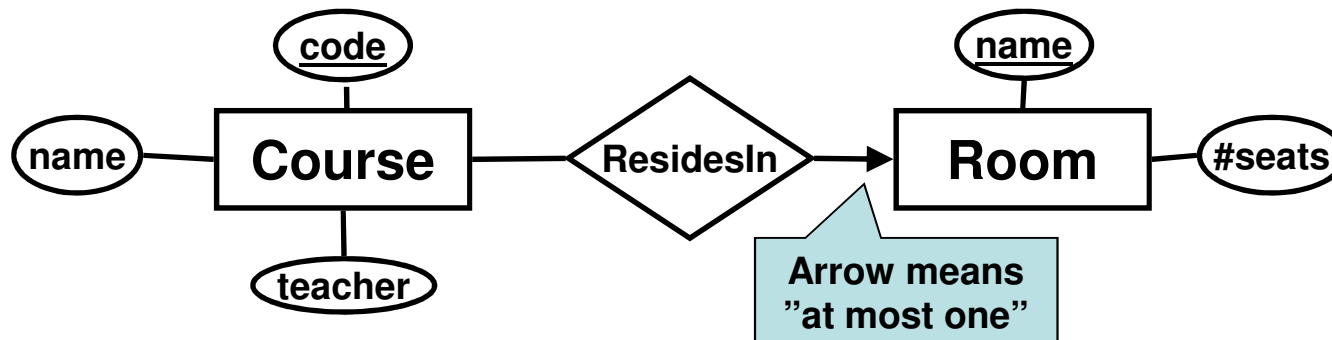 code
name
name
Course
ResidesIn
Room
#seats
teacher
Arrow means
”at most one”